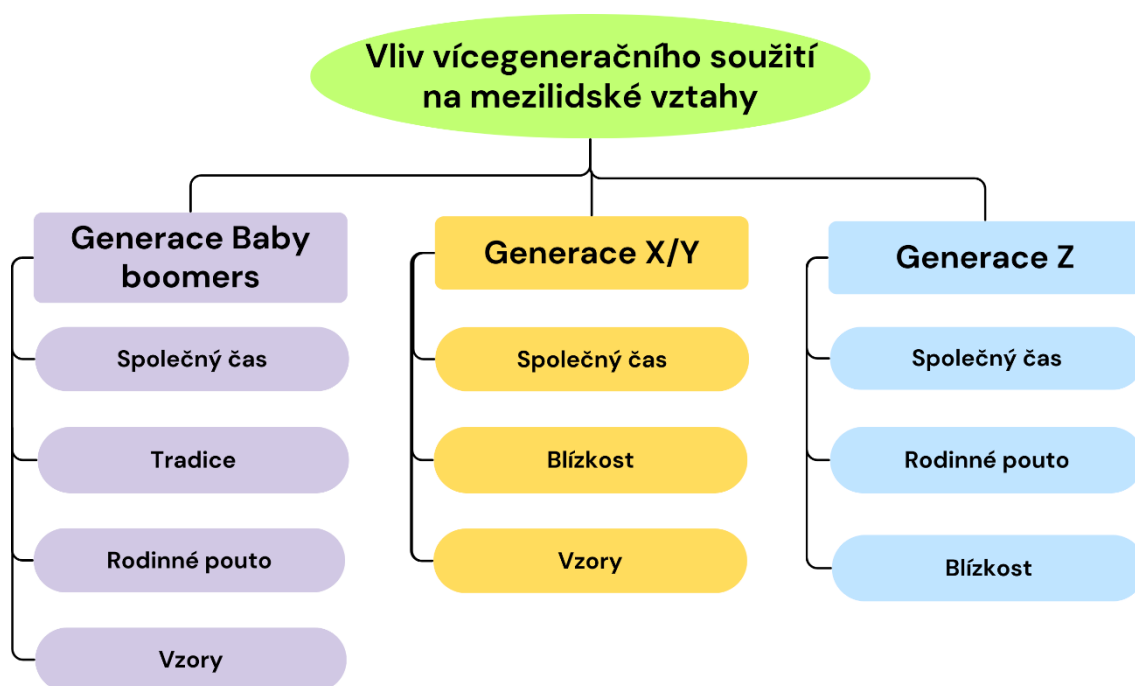 Vliv vícegeneračního soužití
na mezilidské vztahy
Generace Baby
boomers
Společný čas
Tradice
Rodinné pouto
Vzory
Generace X/Y
Společný čas
Blízkost
Vzory
Generace Z
Společný čas
Rodinné pouto
Blízkost